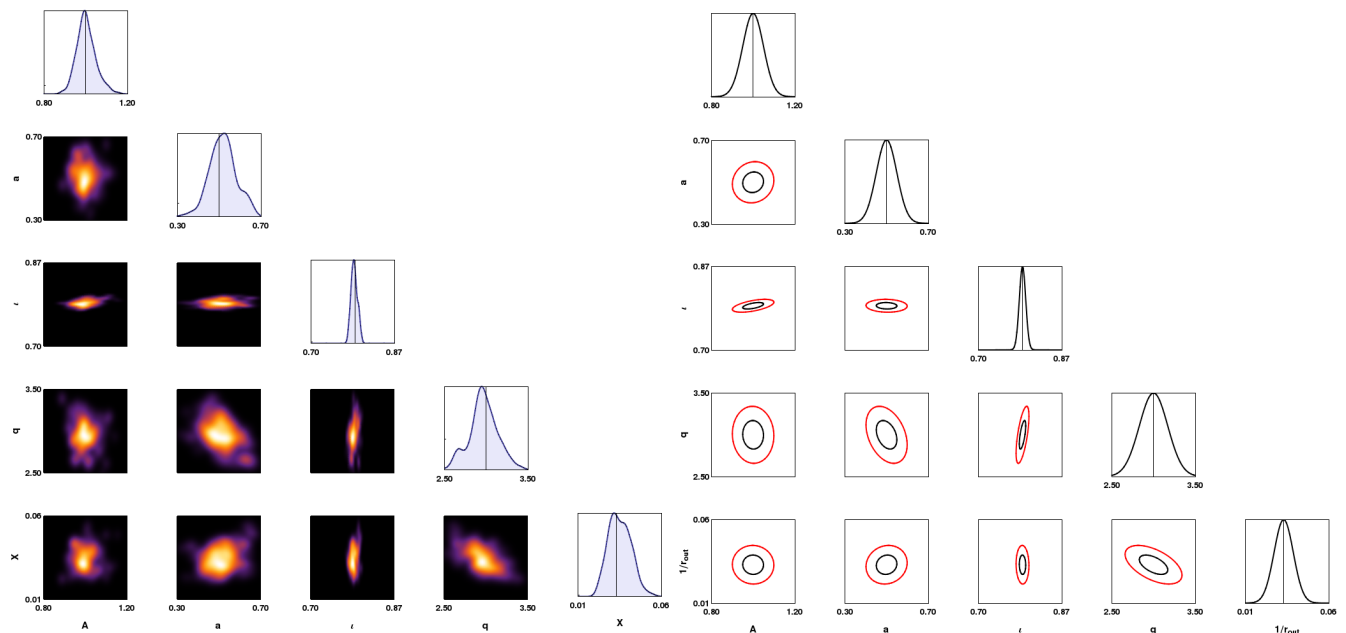 0.80 1.20 0.80 1.20
0.70 0.70
a a
0.30 0.30
0.30 0.70 0.30 0.70
0.87 0.87
ι ι
0.70 0.70
0.70 0.87 0.70 0.87
3.50 3.50
q q
2.50 2.50
2.50 3.50 2.50 3.50
0.06 0.06
X 1/r_out
0.01 0.01
0.80 1.20 0.30 0.70 0.70 0.87 2.50 3.50 0.01 0.06 0.80 1.20 0.30 0.70 0.70 0.87 2.50 3.50 0.01 0.06
A a ι q X A a ι q 1/r_out